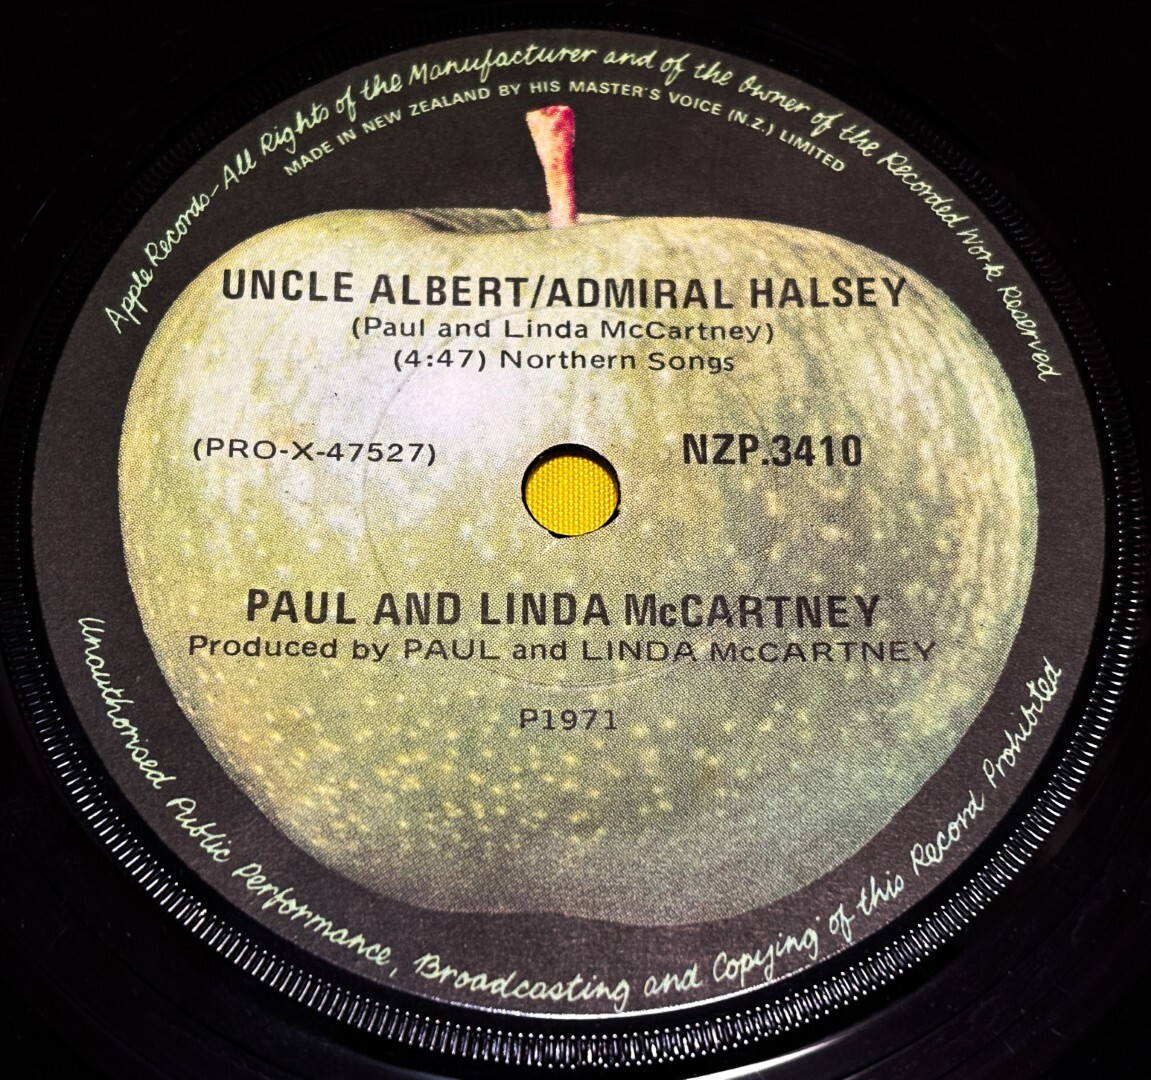 Apple Records-All Rights of the Manufacturer and of the Owner of the Recorded Work Reserved
MADE IN NEW ZEALAND BY HIS MASTER'S VOICE (N.Z.) LIMITED
UNCLE ALBERT/ADMIRAL HALSEY
(Paul and Linda McCartney)
(4:47) Northern Songs
(PRO-X-47527) NZP.3410
PAUL AND LINDA McCARTNEY
Produced by PAUL and LINDA McCARTNEY
P1971
Unauthorised Public Performance, Broadcasting and Copying of this Record Prohibited